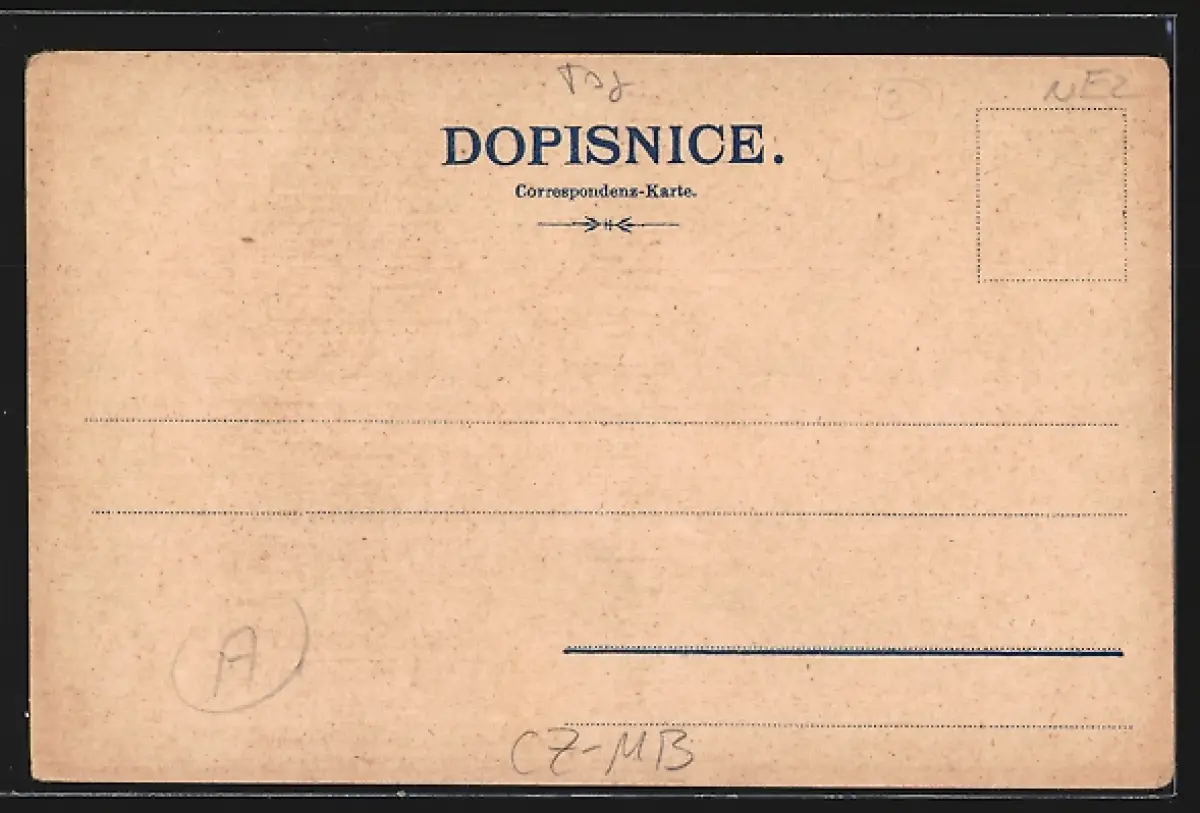 NEZ
DOPISNICE.
Correspondenz-Karte.
A
CZ-MB